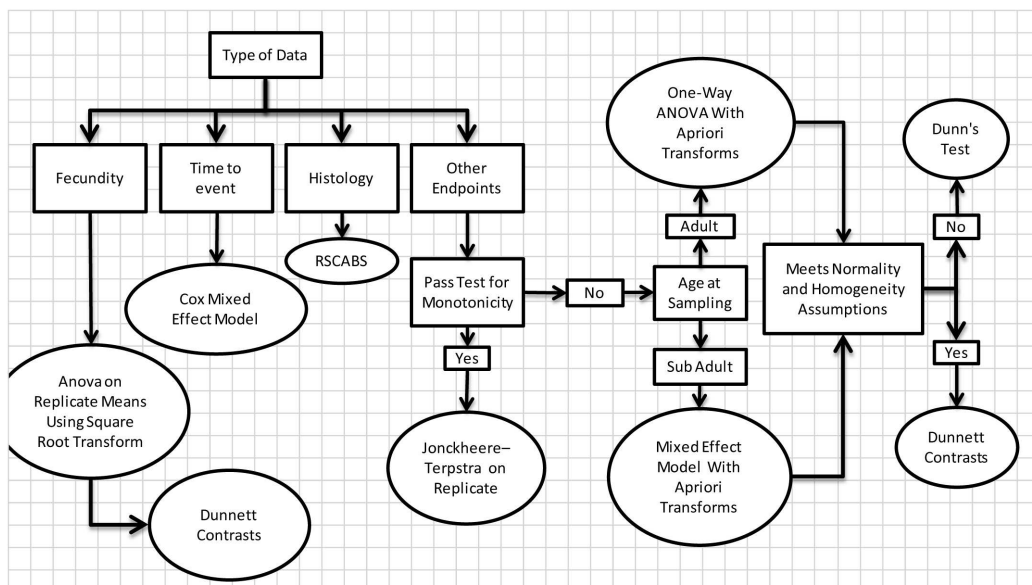 Type of Data
Fecundity
Time to
event
Histology
Other
Endpoints
RSCABS
Cox Mixed
Effect Model
Anova on
Replicate Means
Using Square
Root Transform
Dunnett
Contrasts
Pass Test for
Monotonicity
Yes
Jonckheere–
Terpstra on
Replicate
No
Age at
Sampling
Adult
One-Way
ANOVA With
Apriori
Transforms
Sub Adult
Mixed Effect
Model With
Apriori
Transforms
Meets Normality
and Homogeneity
Assumptions
No
Dunn's
Test
Yes
Dunnett
Contrasts